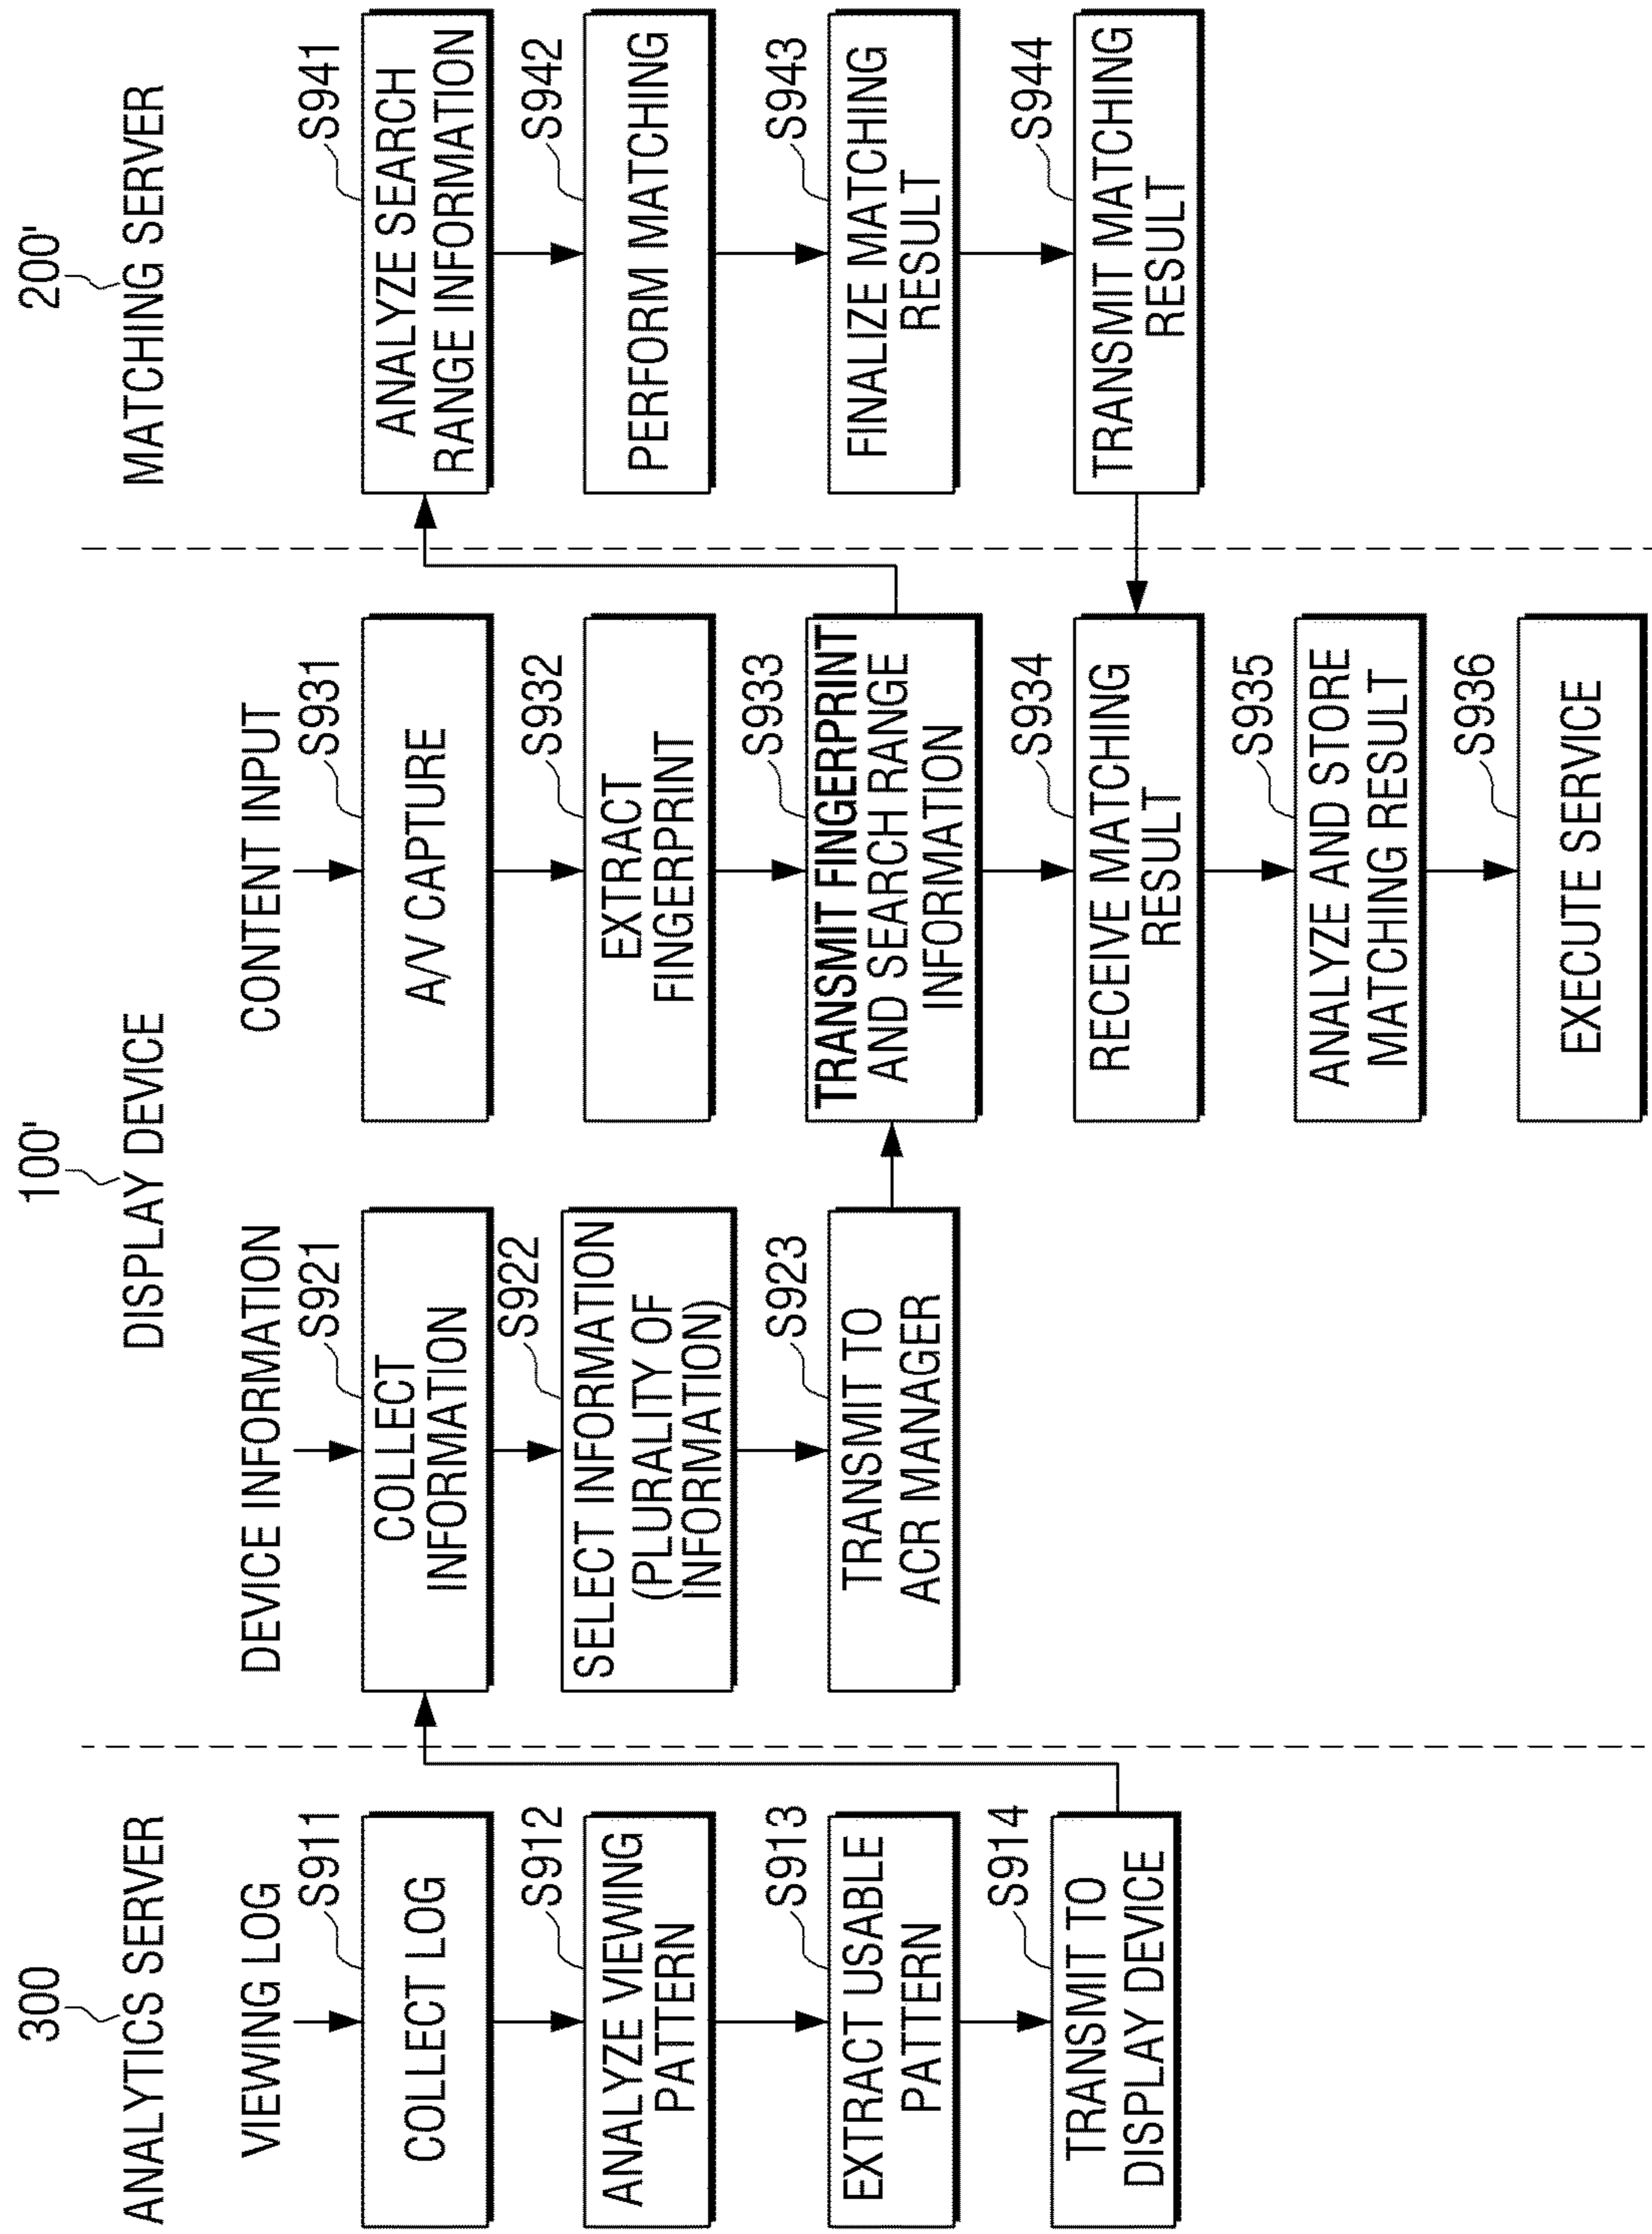 300
ANALYTICS SERVER
VIEWING LOG
S911
COLLECT LOG
S912
ANALYZE VIEWING
PATTERN
S913
EXTRACT USABLE
PATTERN
S914
TRANSMIT TO
DISPLAY DEVICE
100'
DISPLAY DEVICE
DEVICE INFORMATION
S921
COLLECT
INFORMATION
S922
SELECT INFORMATION
(PLURALITY OF
INFORMATION)
S923
TRANSMIT TO
ACR MANAGER
CONTENT INPUT
S931
A/V CAPTURE
S932
EXTRACT
FINGERPRINT
S933
TRANSMIT FINGERPRINT
AND SEARCH RANGE
INFORMATION
S934
RECEIVE MATCHING
RESULT
S935
ANALYZE AND STORE
MATCHING RESULT
S936
EXECUTE SERVICE
200'
MATCHING SERVER
S941
ANALYZE SEARCH
RANGE INFORMATION
S942
PERFORM MATCHING
S943
FINALIZE MATCHING
RESULT
S944
TRANSMIT MATCHING
RESULT